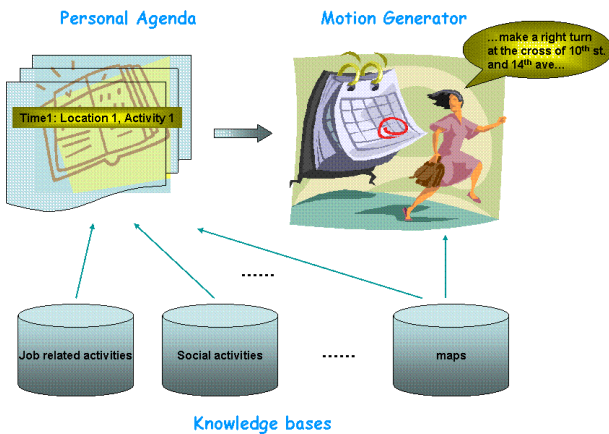 Personal Agenda
Motion Generator
...make a right turn
at the cross of 10th st.
and 14th ave...
Time1: Location 1, Activity 1
......
Job related activities
Social activities
......
maps
Knowledge bases